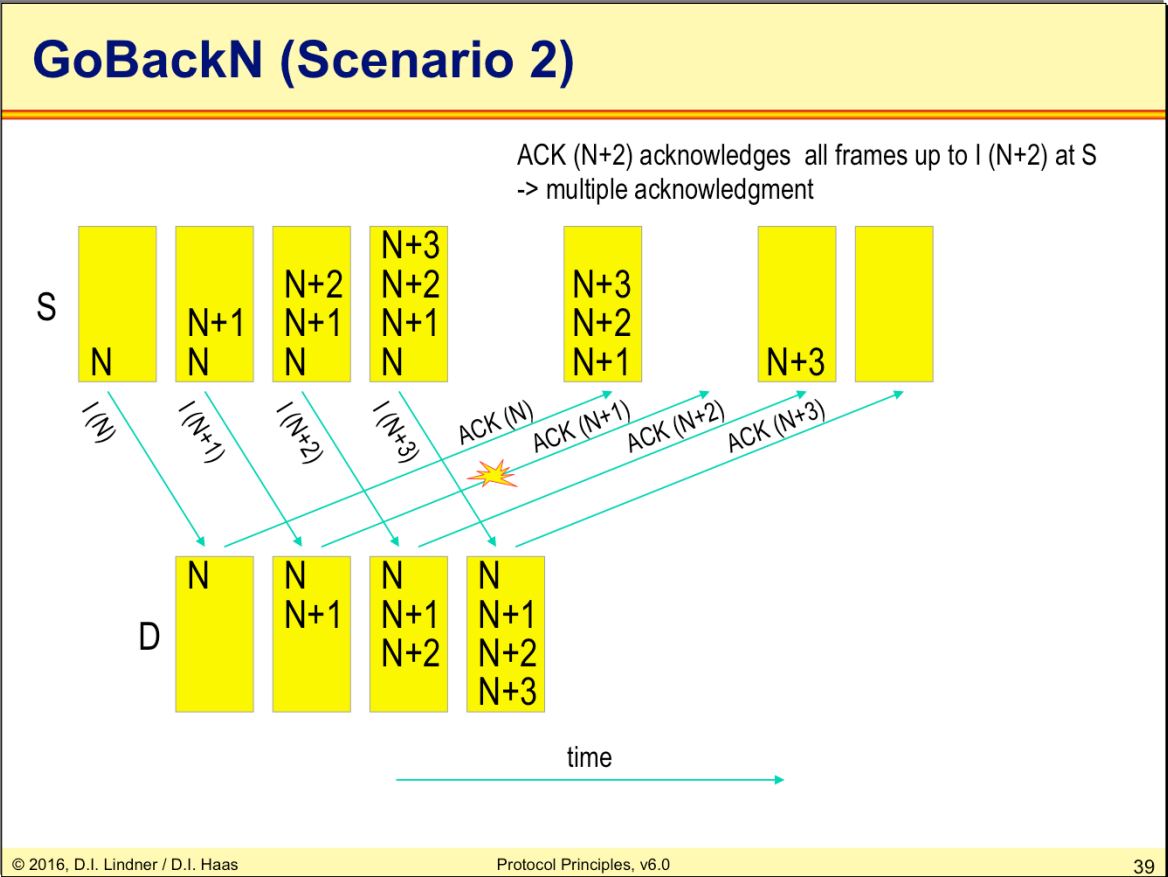 GoBackN (Scenario 2)
ACK (N+2) acknowledges all frames up to I (N+2) at S
-> multiple acknowledgment
S
N
N+1
N
N+2
N+1
N
N+3
N+2
N+1
N
N+3
N+2
N+1
N+3
I (N)
I (N+1)
I (N+2)
I (N+3)
ACK (N)
ACK (N+1)
ACK (N+2)
ACK (N+3)
D
N
N
N+1
N
N+1
N+2
N
N+1
N+2
N+3
time
© 2016, D.I. Lindner / D.I. Haas
Protocol Principles, v6.0
39